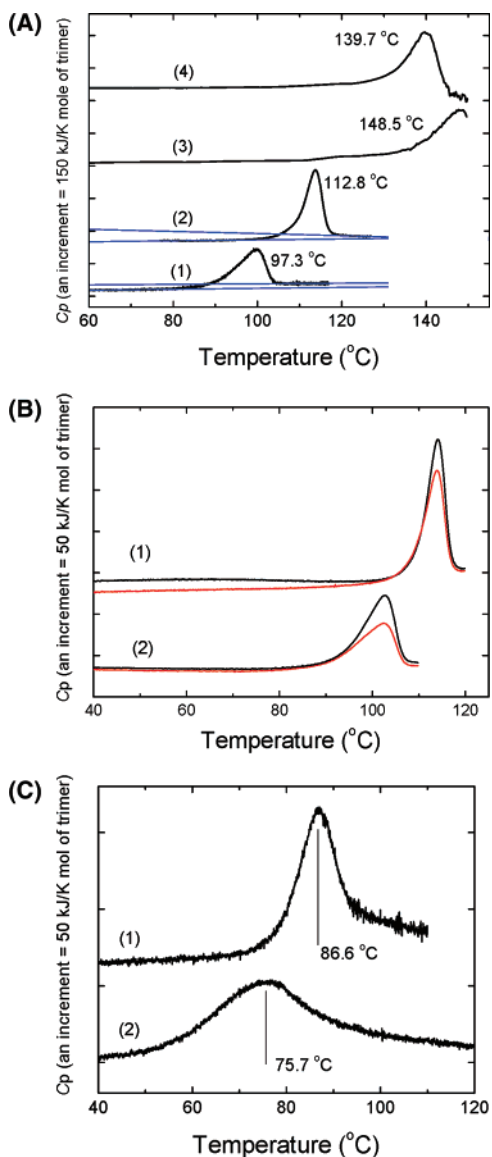 (A)
Cp (an increment = 150 kJ/K mole of trimer)
139.7 °C
(4)
148.5 °C
(3)
112.8 °C
(2)
97.3 °C
(1)
60 80 100 120 140
Temperature (°C)
(B)
Cp (an increment = 50 kJ/K mol of trimer)
(1)
(2)
40 60 80 100 120
Temperature (°C)
(C)
Cp (an increment = 50 kJ/K mol of trimer)
(1)
86.6 °C
(2)
75.7 °C
40 60 80 100 120
Temperature (°C)